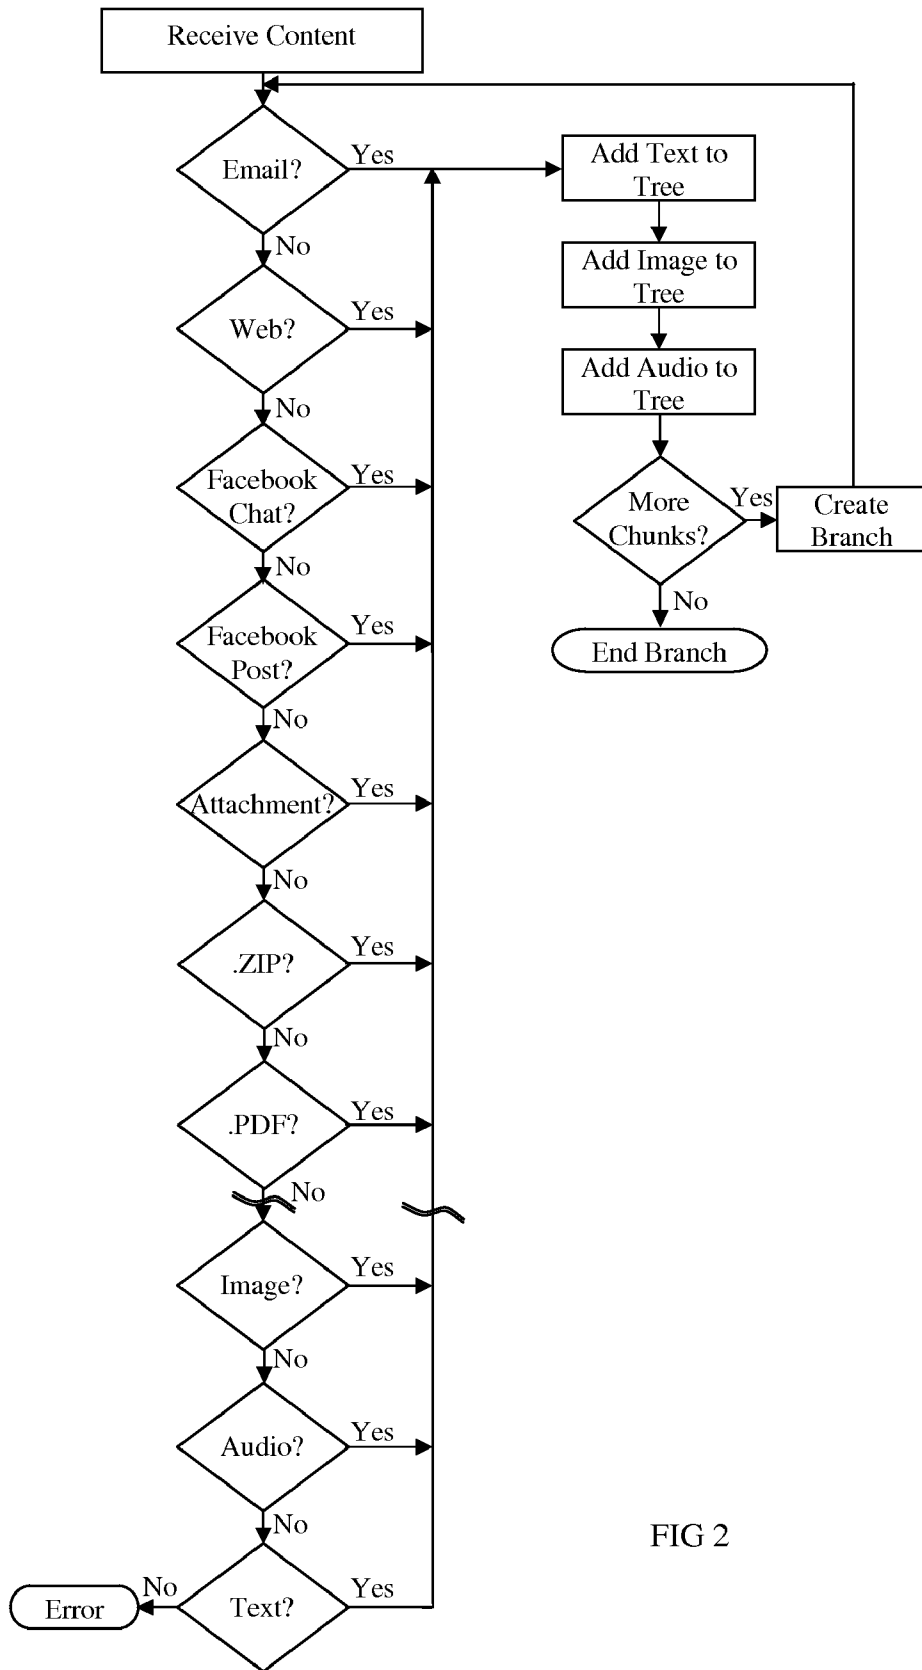 Receive Content
Email?
Yes
No
Web?
Yes
No
Facebook
Chat?
Yes
No
Facebook
Post?
Yes
No
Attachment?
Yes
No
.ZIP?
Yes
No
.PDF?
Yes
No
Image?
Yes
No
Audio?
Yes
No
Text?
Yes
No
Error
Add Text to
Tree
Add Image to
Tree
Add Audio to
Tree
More
Chunks?
Yes
Create
Branch
No
End Branch
FIG 2